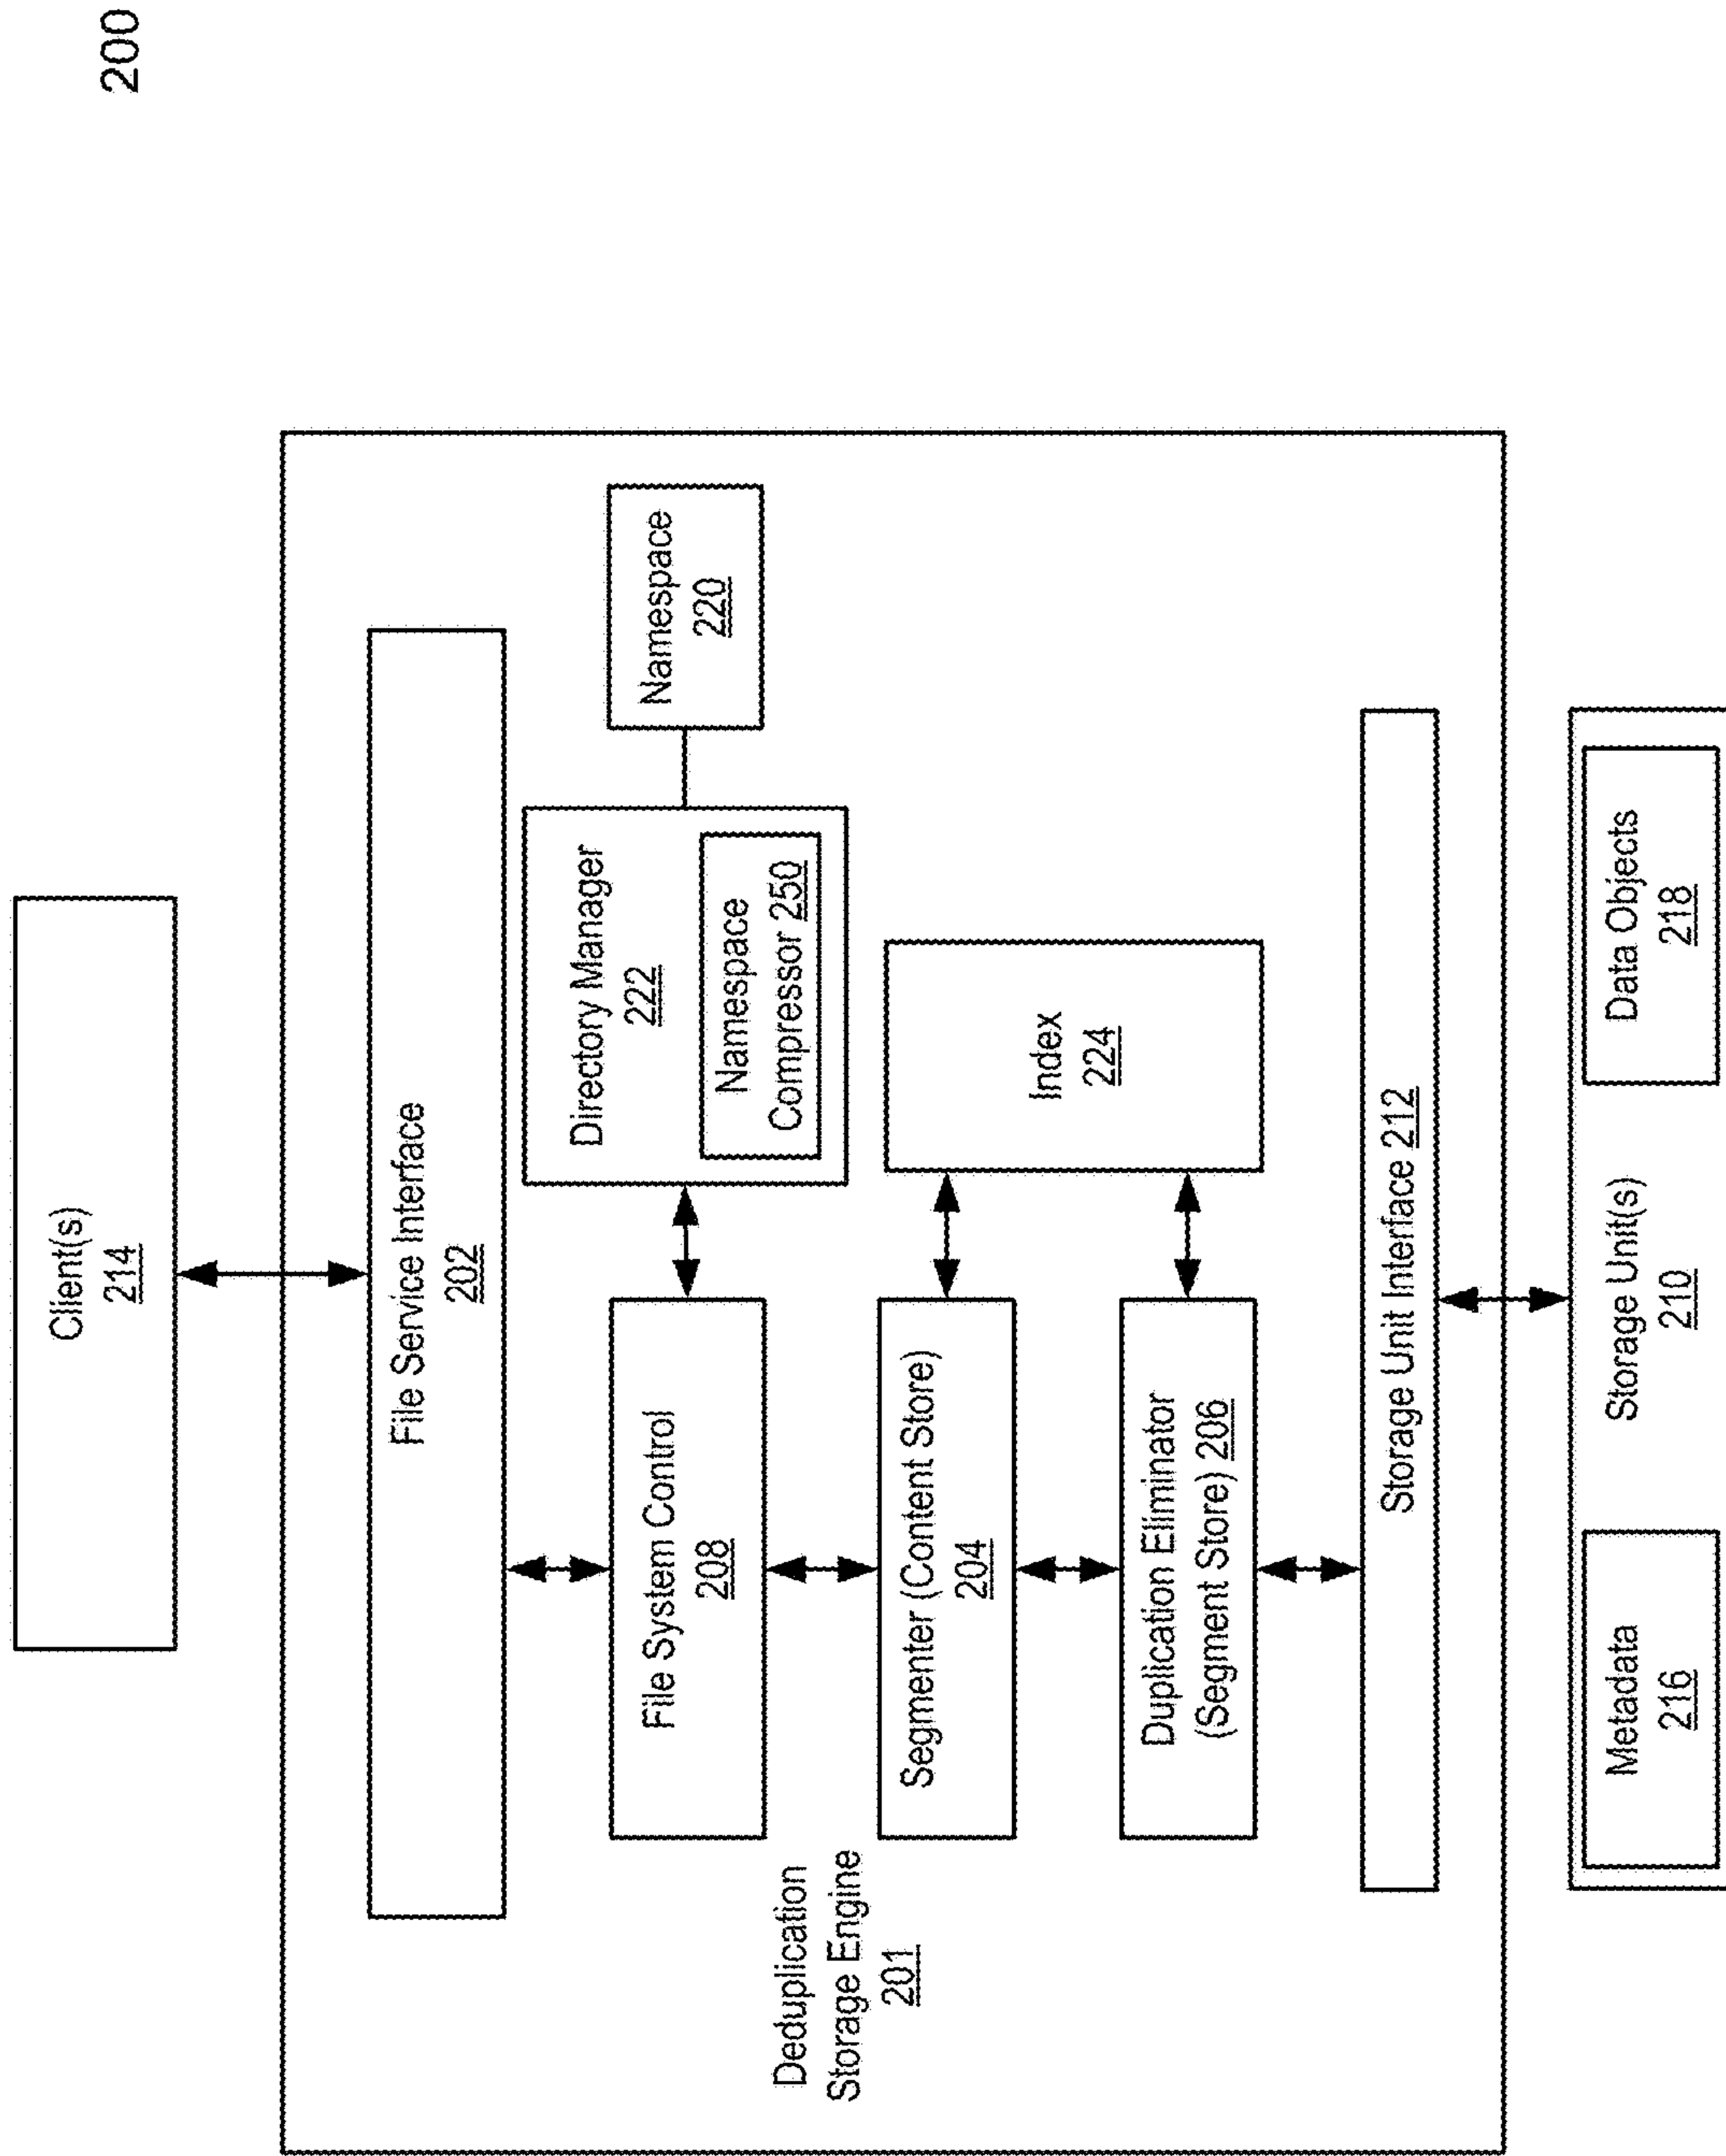 200
Client(s)
214
File Service Interface
202
File System Control
208
Directory Manager
222
Namespace
Compressor 250
Namespace
220
Deduplication
Storage Engine
201
Segmenter (Content Store)
204
Index
224
Duplication Eliminator
(Segment Store) 206
Storage Unit Interface 212
Metadata
216
Storage Unit(s)
210
Data Objects
218